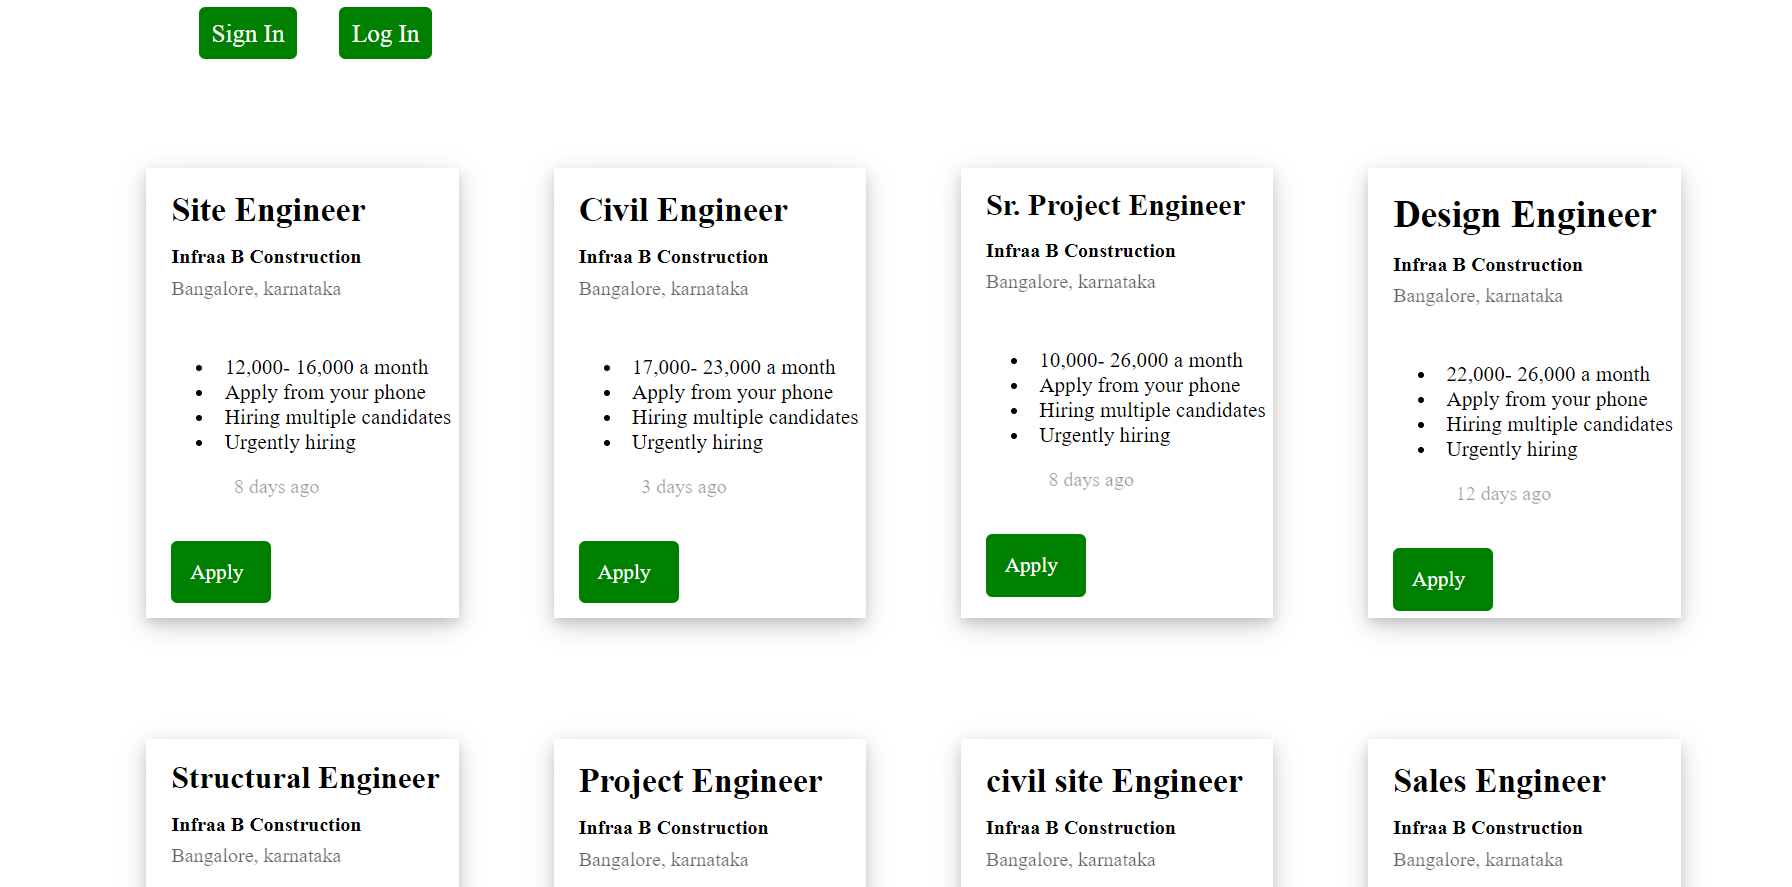 Sign In
Log In
Site Engineer
Infraa B Construction
Bangalore, karnataka
12,000- 16,000 a month
Apply from your phone
Hiring multiple candidates
Urgently hiring
8 days ago
Apply
Civil Engineer
Infraa B Construction
Bangalore, karnataka
17,000- 23,000 a month
Apply from your phone
Hiring multiple candidates
Urgently hiring
3 days ago
Apply
Sr. Project Engineer
Infraa B Construction
Bangalore, karnataka
10,000- 26,000 a month
Apply from your phone
Hiring multiple candidates
Urgently hiring
8 days ago
Apply
Design Engineer
Infraa B Construction
Bangalore, karnataka
22,000- 26,000 a month
Apply from your phone
Hiring multiple candidates
Urgently hiring
12 days ago
Apply
Structural Engineer
Infraa B Construction
Bangalore, karnataka
Project Engineer
Infraa B Construction
Bangalore, karnataka
civil site Engineer
Infraa B Construction
Bangalore, karnataka
Sales Engineer
Infraa B Construction
Bangalore, karnataka